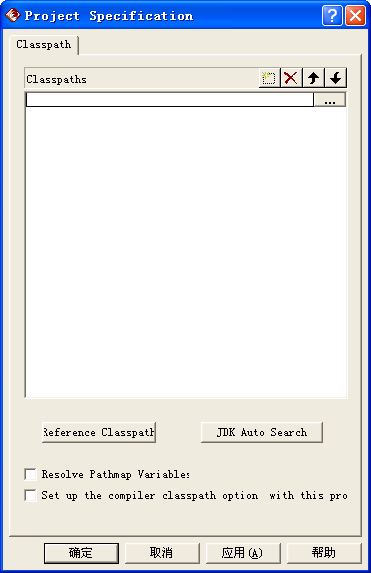 Project Specification
Classpath
Classpaths
...
Reference Classpath
JDK Auto Search
Resolve Pathmap Variables
Set up the compiler classpath option with this pro
确定
取消
应用(A)
帮助